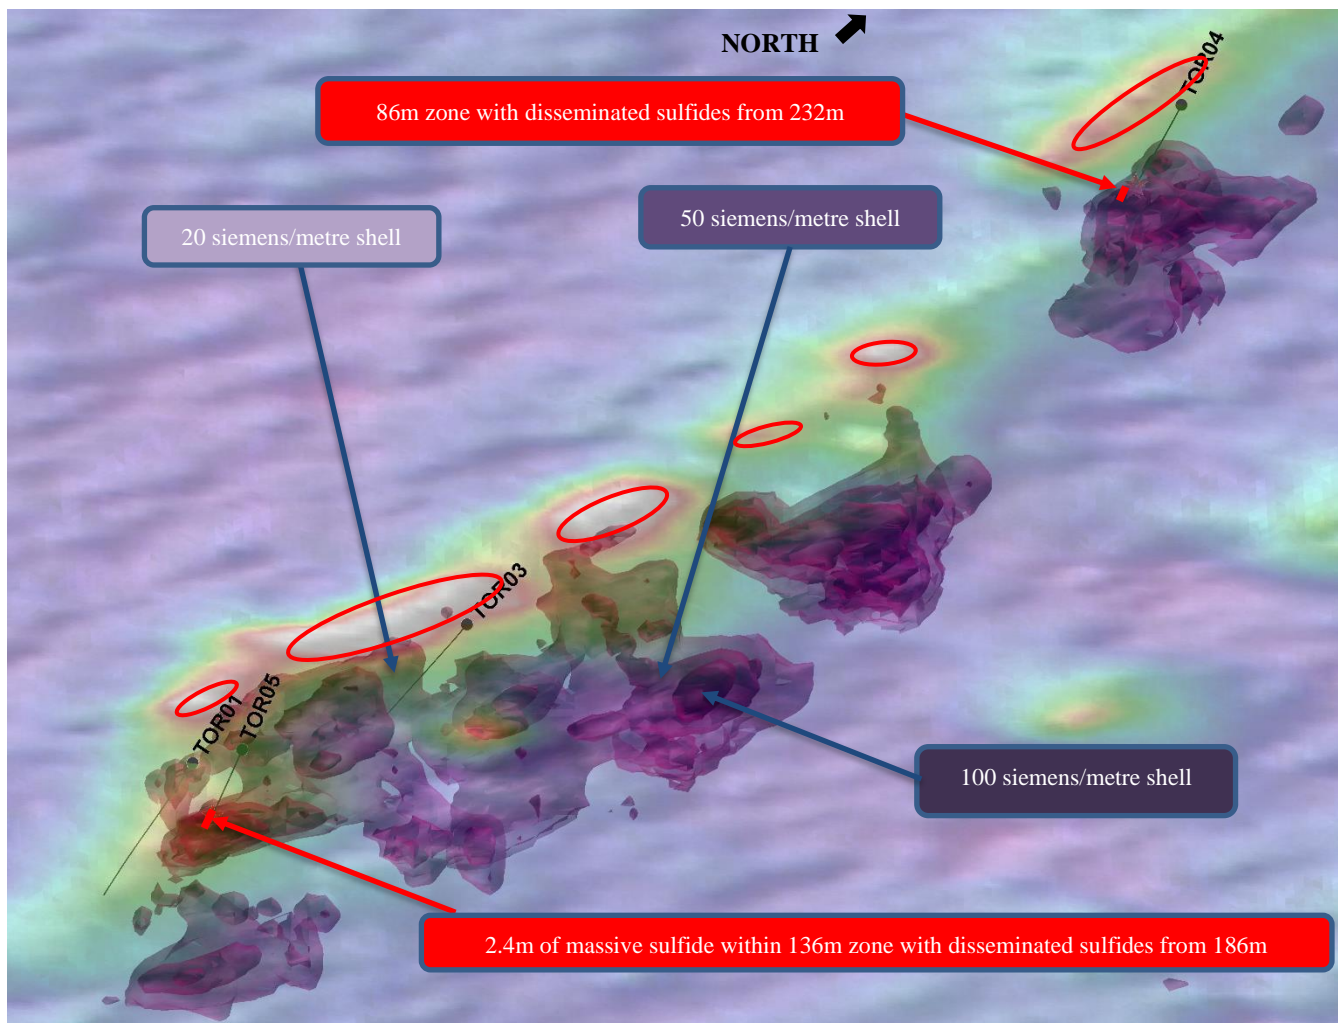 NORTH
TOR04
86m zone with disseminated sulfides from 232m
50 siemens/metre shell
20 siemens/metre shell
TOR03
TOR05
TOR01
100 siemens/metre shell
2.4m of massive sulfide within 136m zone with disseminated sulfides from 186m